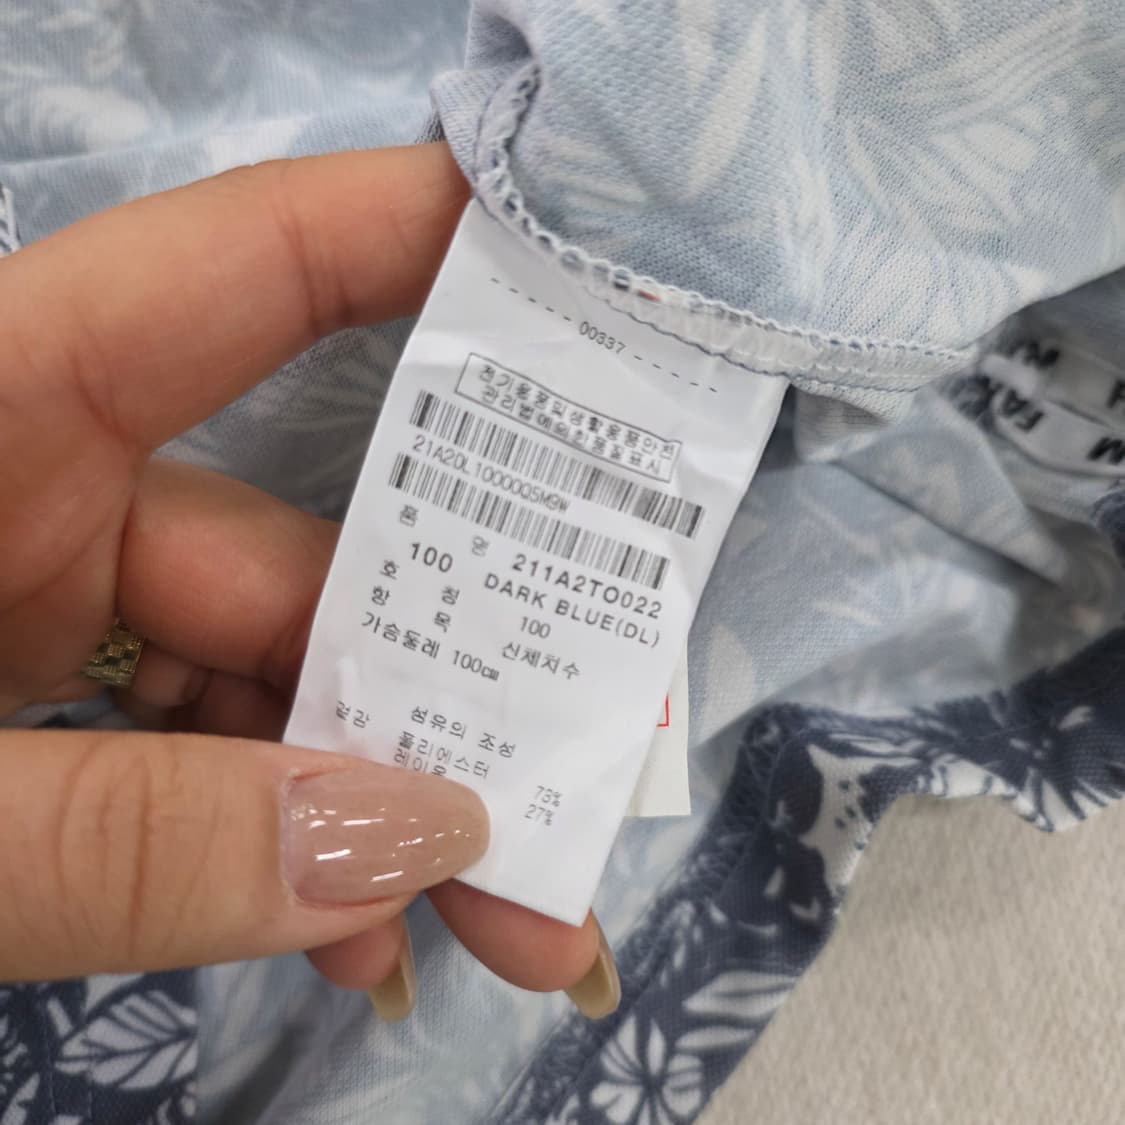 - - - - - 00337 - - - - -
전기용품및생활용품안전
관리법에의한품질표시
21A2DL1000005M9W
품 명 211A2TO022
100 DARK BLUE(DL)
호 칭 100
항 목 신체치수
가슴둘레 100㎝
섬유의 조성
겉감 폴리에스터 73%
레이온 27%